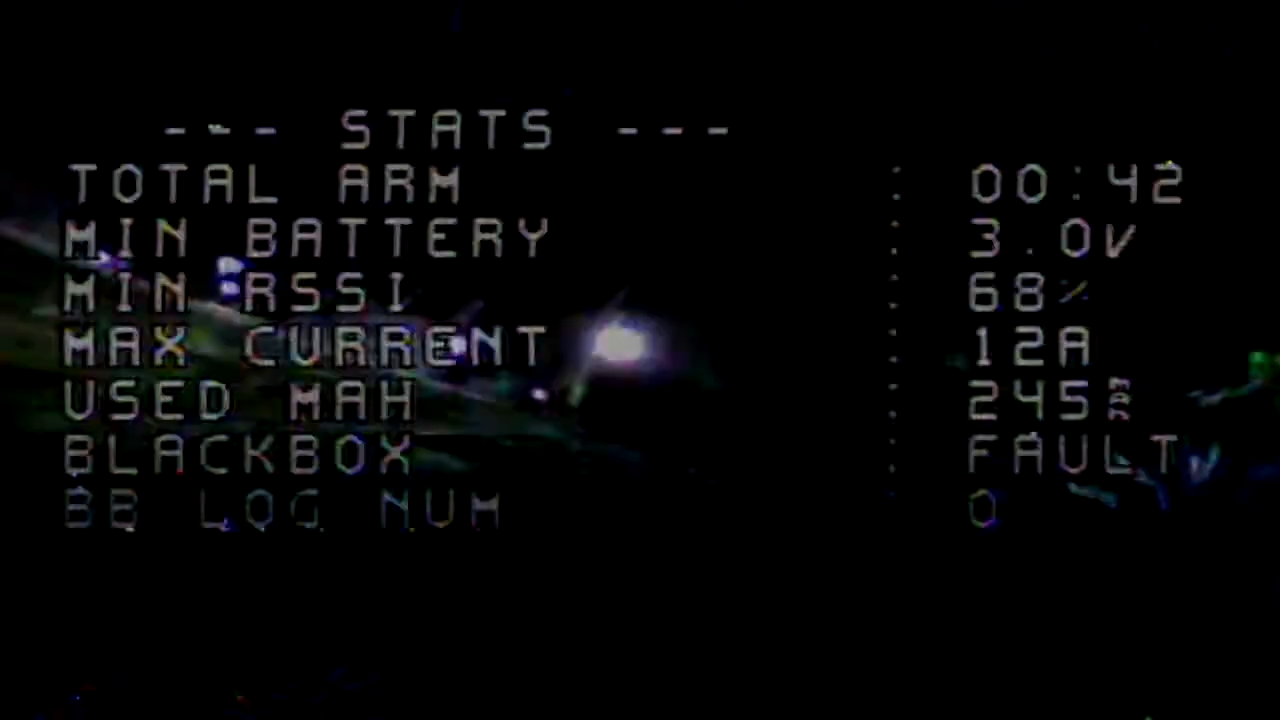 --- STATS ---
TOTAL ARM : 00:42
MIN BATTERY : 3.0V
MIN RSSI : 68%
MAX CURRENT : 12A
USED MAH : 245MAH
BLACKBOX : FAULT
BB LOG NUM : 0